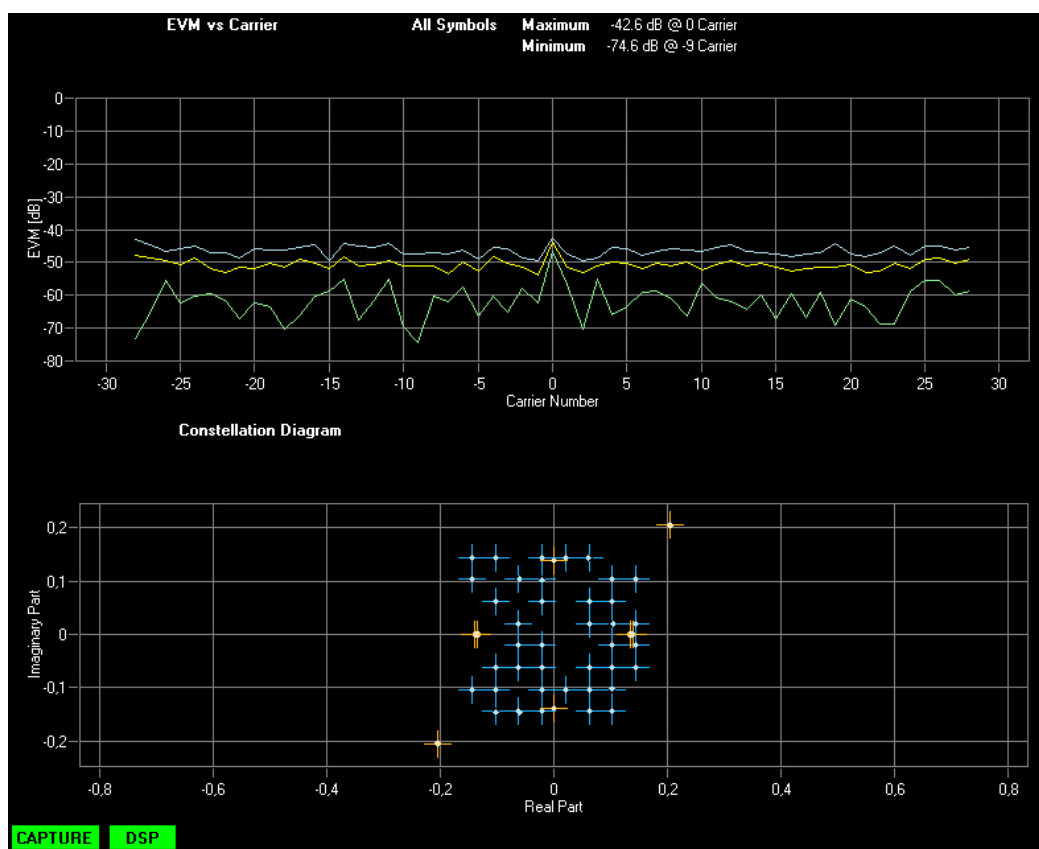 EVM vs Carrier All Symbols Maximum -42.6 dB @ 0 Carrier
Minimum -74.6 dB @ -9 Carrier
0
-10
-20
-30
-40
-50
-60
-70
-80
EVM [dB]
-30 -25 -20 -15 -10 -5 0 5 10 15 20 25 30
Carrier Number
Constellation Diagram
0,2
0,1
0
-0,1
-0,2
Imaginary Part
-0,8 -0,6 -0,4 -0,2 0 0,2 0,4 0,6 0,8
Real Part
CAPTURE DSP